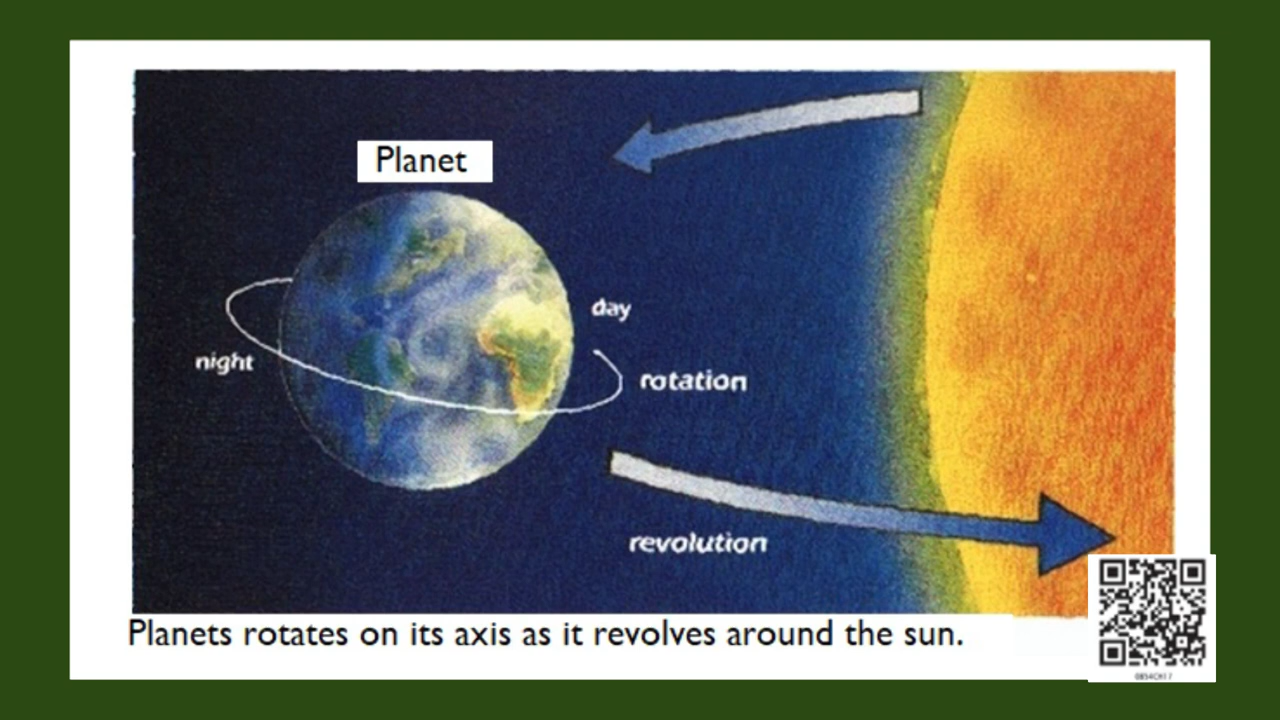 Planet
day
night
rotation
revolution
Planets rotates on its axis as it revolves around the sun.